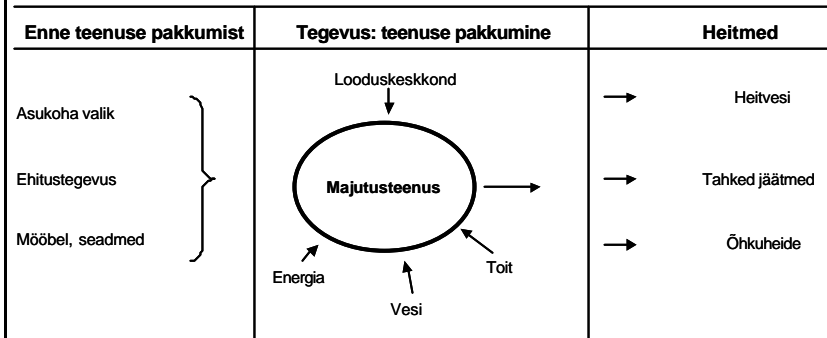 Enne teenuse pakkumist
Tegevus: teenuse pakkumine
Heitmed
Asukoha valik
Ehitustegevus
Mööbel, seadmed
Looduskeskkond
Majutusteenus
Energia
Vesi
Toit
Heitvesi
Tahked jäätmed
Õhkuheide